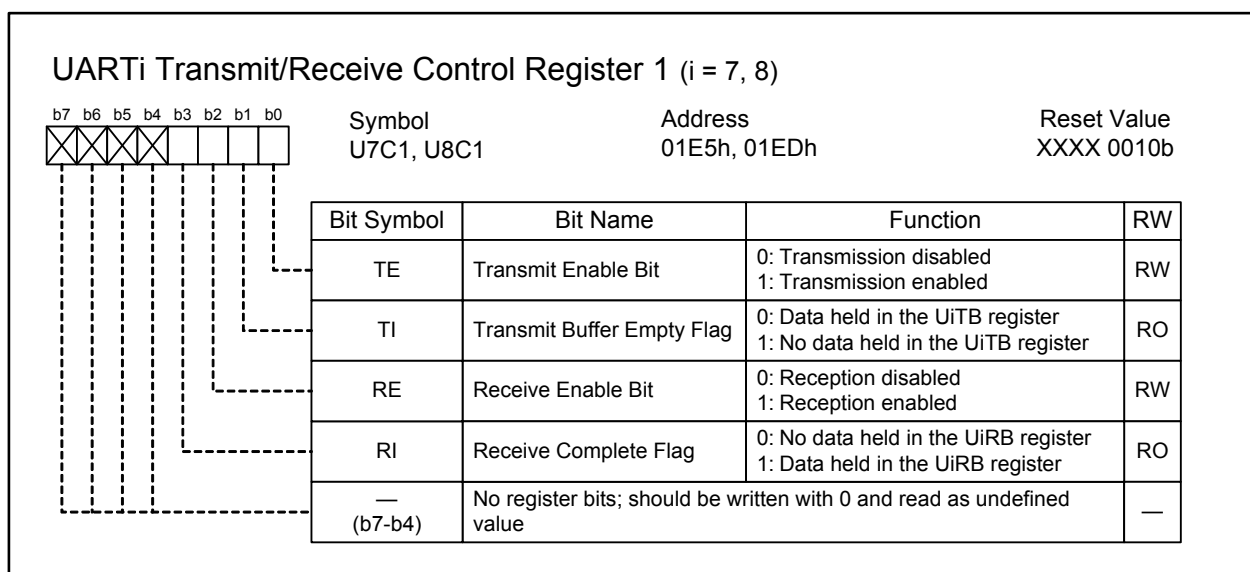 UARTi Transmit/Receive Control Register 1 (i = 7, 8)
b7 b6 b5 b4 b3 b2 b1 b0
Symbol Address Reset Value
U7C1, U8C1 01E5h, 01EDh XXXX 0010b
Bit Symbol Bit Name Function RW
TE Transmit Enable Bit 0: Transmission disabled
1: Transmission enabled RW
TI Transmit Buffer Empty Flag 0: Data held in the UiTB register
1: No data held in the UiTB register RO
RE Receive Enable Bit 0: Reception disabled
1: Reception enabled RW
RI Receive Complete Flag 0: No data held in the UiRB register
1: Data held in the UiRB register RO
—
(b7-b4) No register bits; should be written with 0 and read as undefined
value —